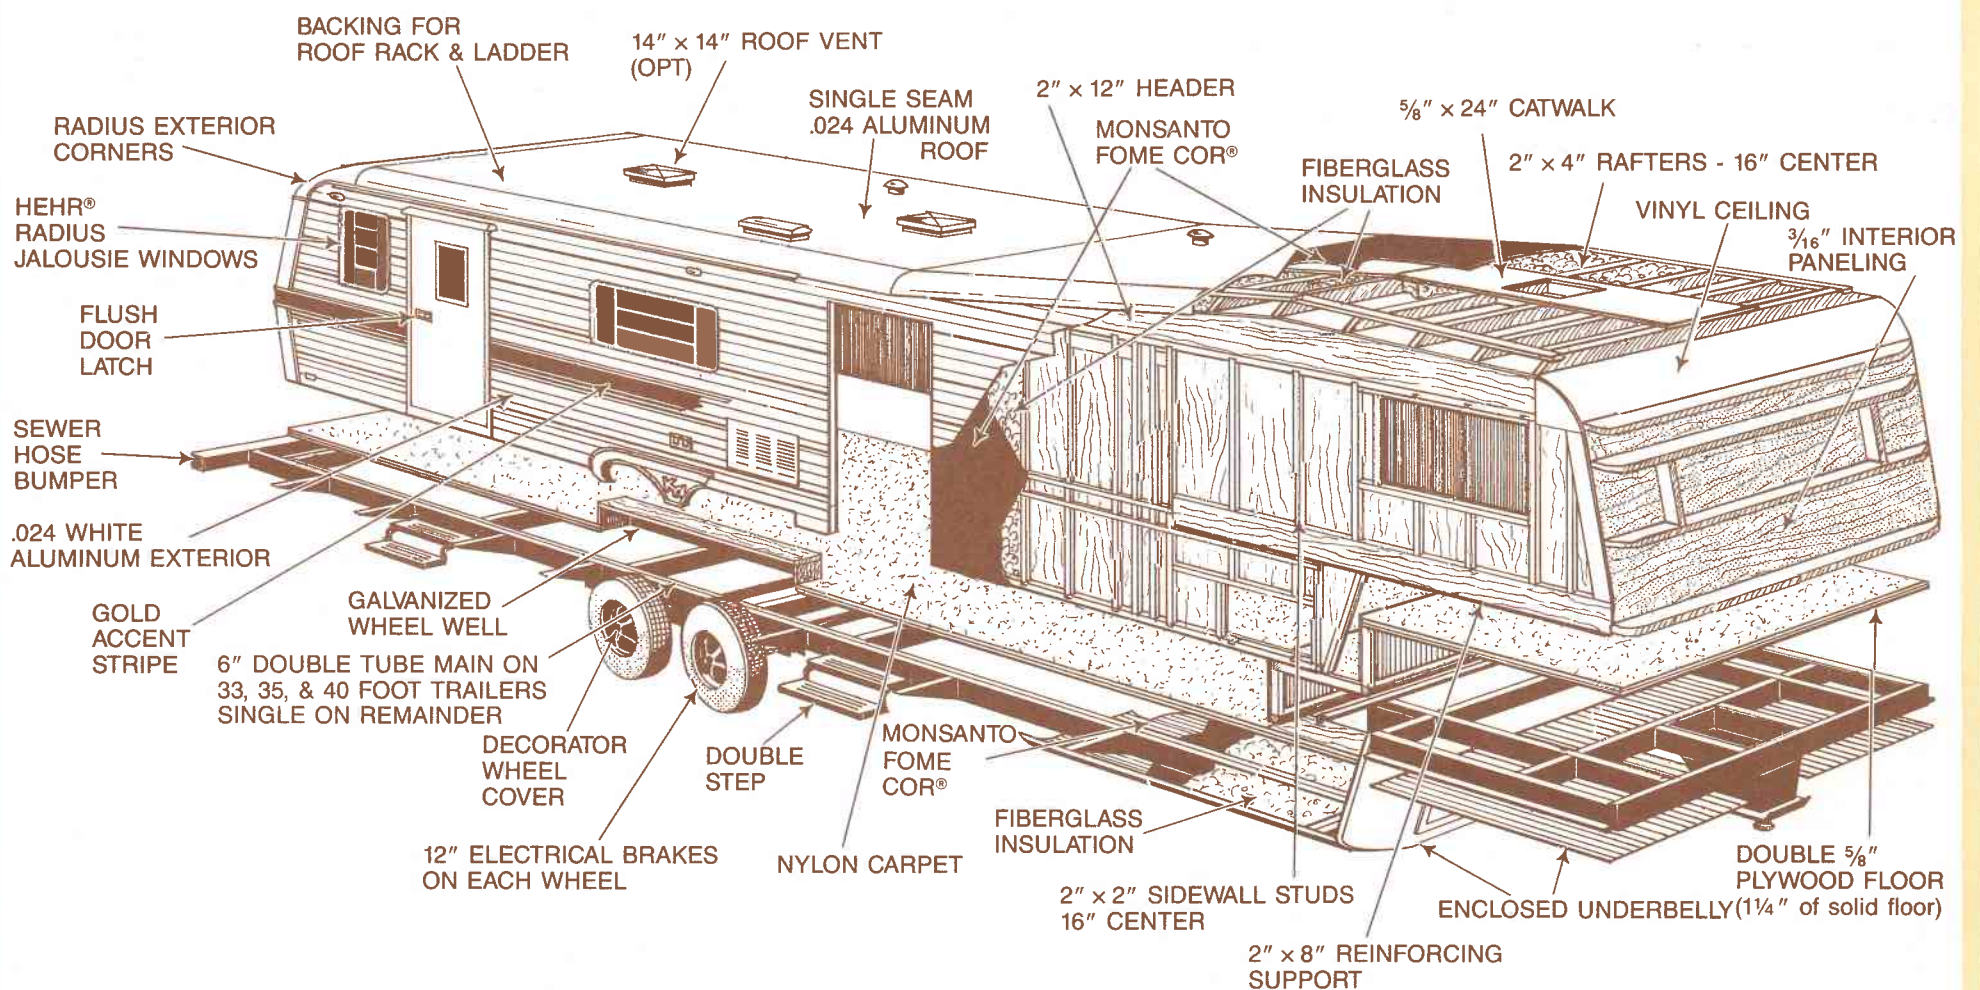 BACKING FOR
ROOF RACK & LADDER
14" × 14" ROOF VENT
(OPT)
SINGLE SEAM
.024 ALUMINUM
ROOF
2" × 12" HEADER
MONSANTO
FOME COR®
FIBERGLASS
INSULATION
⅝" × 24" CATWALK
2" × 4" RAFTERS - 16" CENTER
VINYL CEILING
3/16" INTERIOR
PANELING
RADIUS EXTERIOR
CORNERS
HEHR®
RADIUS
JALOUSIE WINDOWS
FLUSH
DOOR
LATCH
SEWER
HOSE
BUMPER
.024 WHITE
ALUMINUM EXTERIOR
GOLD
ACCENT
STRIPE
GALVANIZED
WHEEL WELL
6" DOUBLE TUBE MAIN ON
33, 35, & 40 FOOT TRAILERS
SINGLE ON REMAINDER
DECORATOR
WHEEL
COVER
12" ELECTRICAL BRAKES
ON EACH WHEEL
DOUBLE
STEP
NYLON CARPET
MONSANTO
FOME
COR®
FIBERGLASS
INSULATION
2" × 2" SIDEWALL STUDS
16" CENTER
2" × 8" REINFORCING
SUPPORT
ENCLOSED UNDERBELLY
DOUBLE ⅝"
PLYWOOD FLOOR
(1¼" of solid floor)